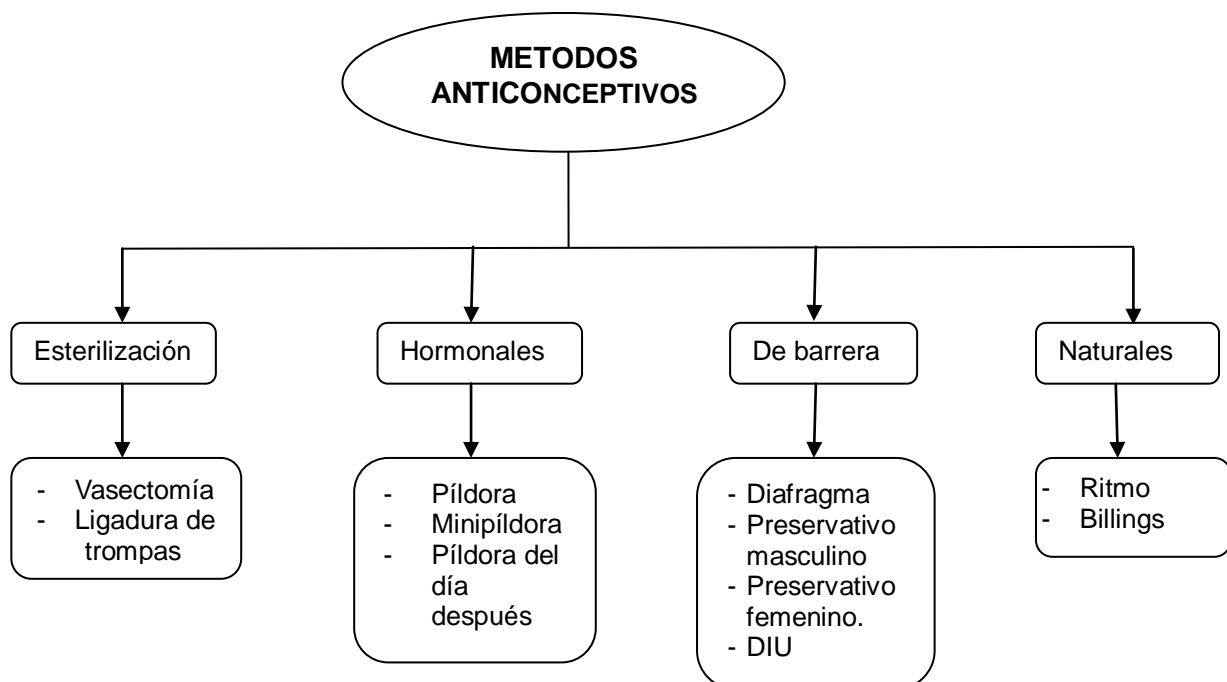 METODOS
ANTICONCEPTIVOS
Esterilización
Hormonales
De barrera
Naturales
- Vasectomía
- Ligadura de
trompas
- Píldora
- Minipíldora
- Píldora del
día
después
- Diafragma
- Preservativo
masculino
- Preservativo
femenino.
- DIU
- Ritmo
- Billings